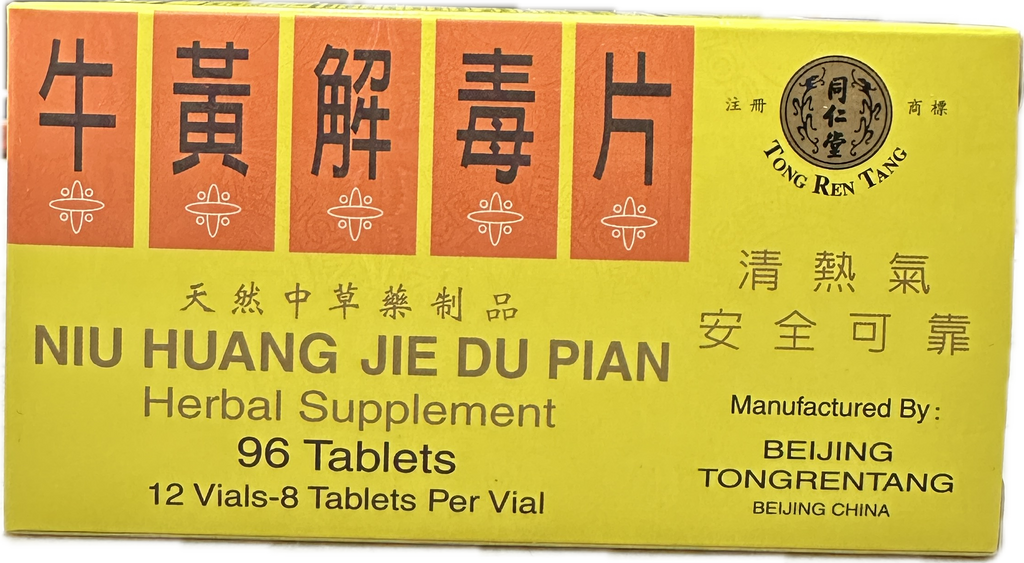 牛黃解毒片
注册 商標
同仁堂
TONG REN TANG
清熱氣
安全可靠
天然中草藥制品
NIU HUANG JIE DU PIAN
Herbal Supplement
96 Tablets
12 Vials-8 Tablets Per Vial
Manufactured By:
BEIJING
TONGRENTANG
BEIJING CHINA